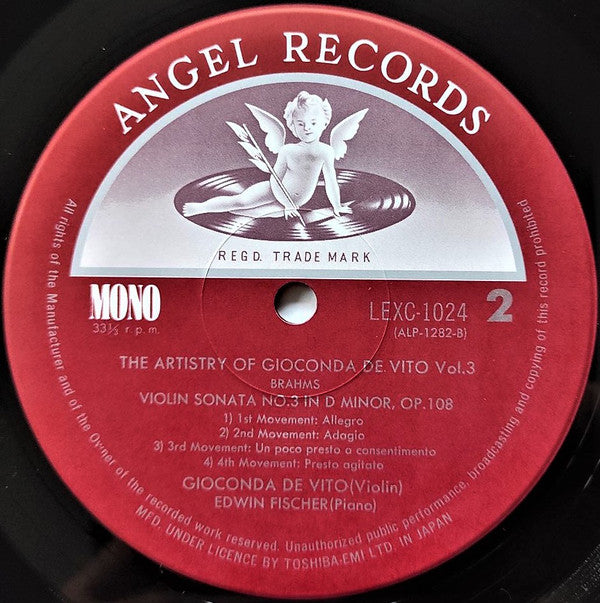 ANGEL RECORDS
REGD. TRADE MARK
MONO
33⅓ r.p.m.
LEXC-1024 2
(ALP-1282-B)
THE ARTISTRY OF GIOCONDA DE VITO Vol.3
BRAHMS
VIOLIN SONATA NO.3 IN D MINOR, OP.108
1) 1st Movement: Allegro
2) 2nd Movement: Adagio
3) 3rd Movement: Un poco presto a consentimento
4) 4th Movement: Presto agitato
GIOCONDA DE VITO(Violin)
EDWIN FISCHER(Piano)
All rights of the Manufacturer and of the Owner of the recorded work reserved. Unauthorized public performance, broadcasting and copying of this record prohibited
MFD. UNDER LICENCE BY TOSHIBA-EMI LTD. IN JAPAN